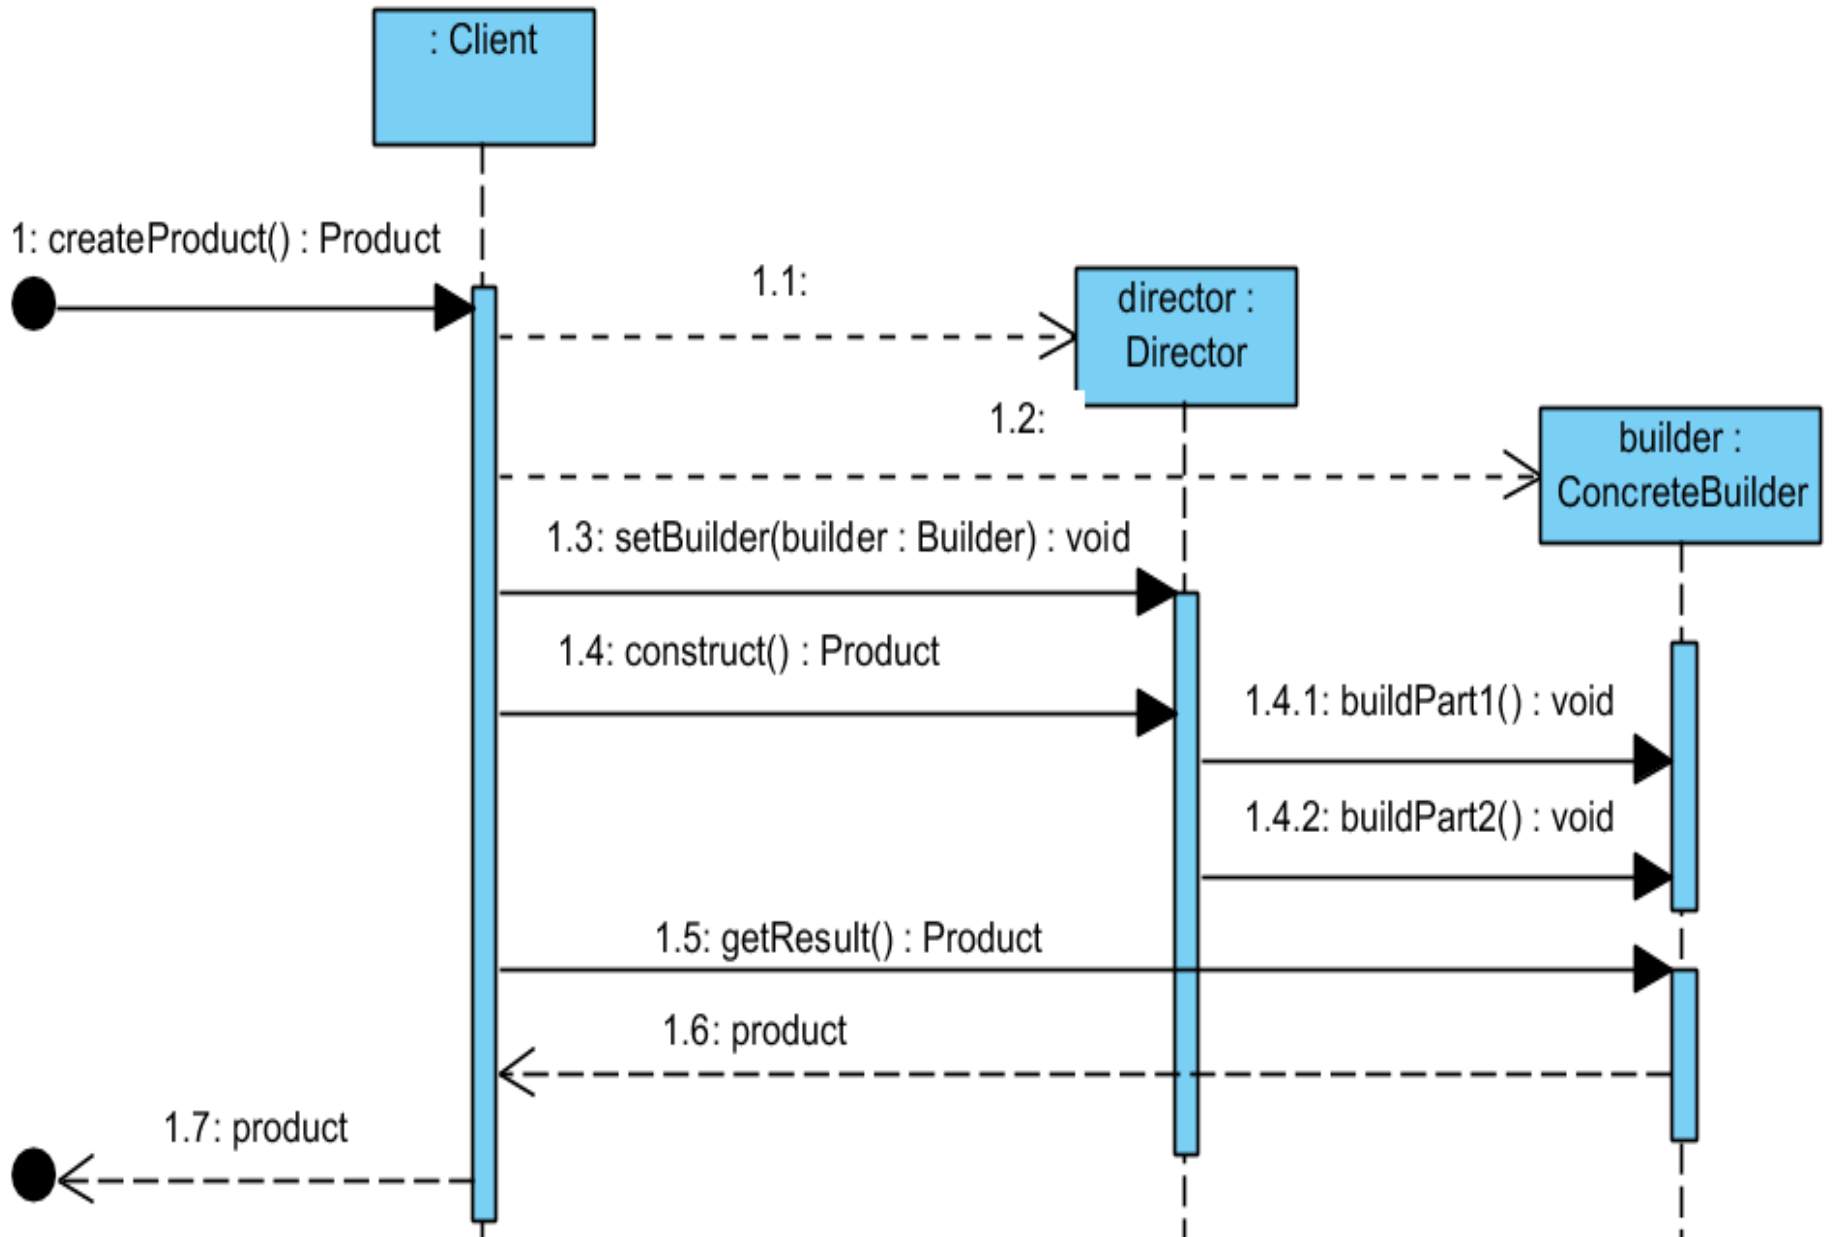 : Client
1: createProduct() : Product
1.1:
director :
Director
1.2:
builder :
ConcreteBuilder
1.3: setBuilder(builder : Builder) : void
1.4: construct() : Product
1.4.1: buildPart1() : void
1.4.2: buildPart2() : void
1.5: getResult() : Product
1.6: product
1.7: product